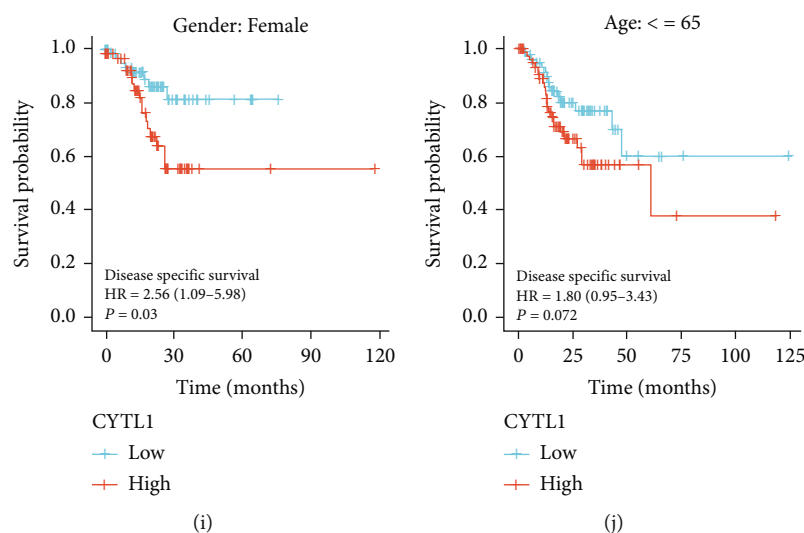 Gender: Female
Survival probability
1.0
0.8
0.6
0.4
0.2
0.0
Disease specific survival
HR = 2.56 (1.09–5.98)
P = 0.03
0 30 60 90 120
Time (months)
CYTL1
Low
High
(i)
Age: < = 65
Survival probability
1.0
0.8
0.6
0.4
0.2
0.0
Disease specific survival
HR = 1.80 (0.95–3.43)
P = 0.072
0 25 50 75 100 125
Time (months)
CYTL1
Low
High
(j)